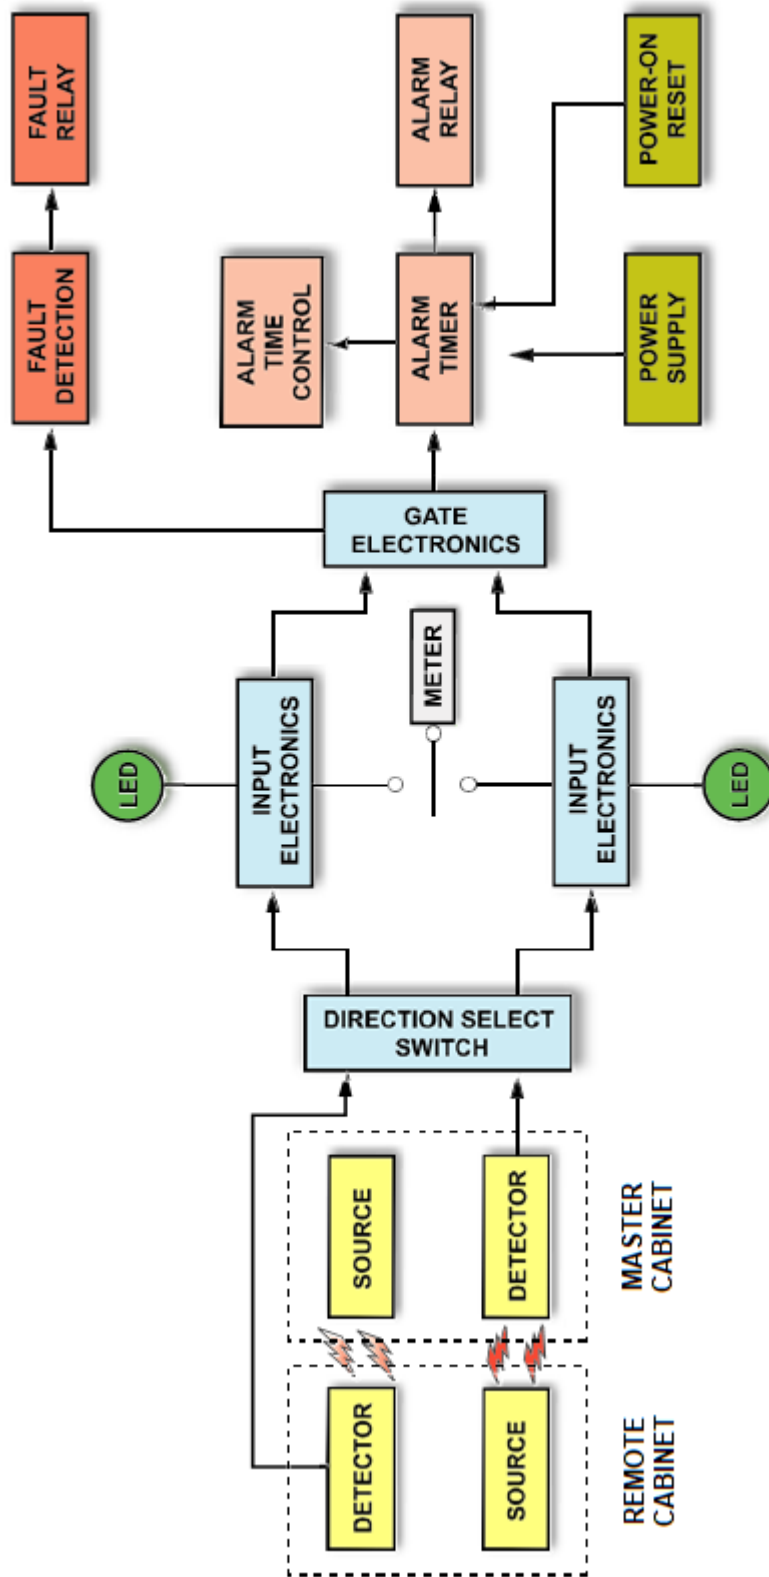 REMOTE
CABINET
DETECTOR
SOURCE
MASTER
CABINET
SOURCE
DETECTOR
DIRECTION SELECT
SWITCH
LED
INPUT
ELECTRONICS
METER
INPUT
ELECTRONICS
LED
GATE
ELECTRONICS
FAULT
DETECTION
FAULT
RELAY
ALARM
TIME
CONTROL
ALARM
TIMER
ALARM
RELAY
POWER
SUPPLY
POWER-ON
RESET